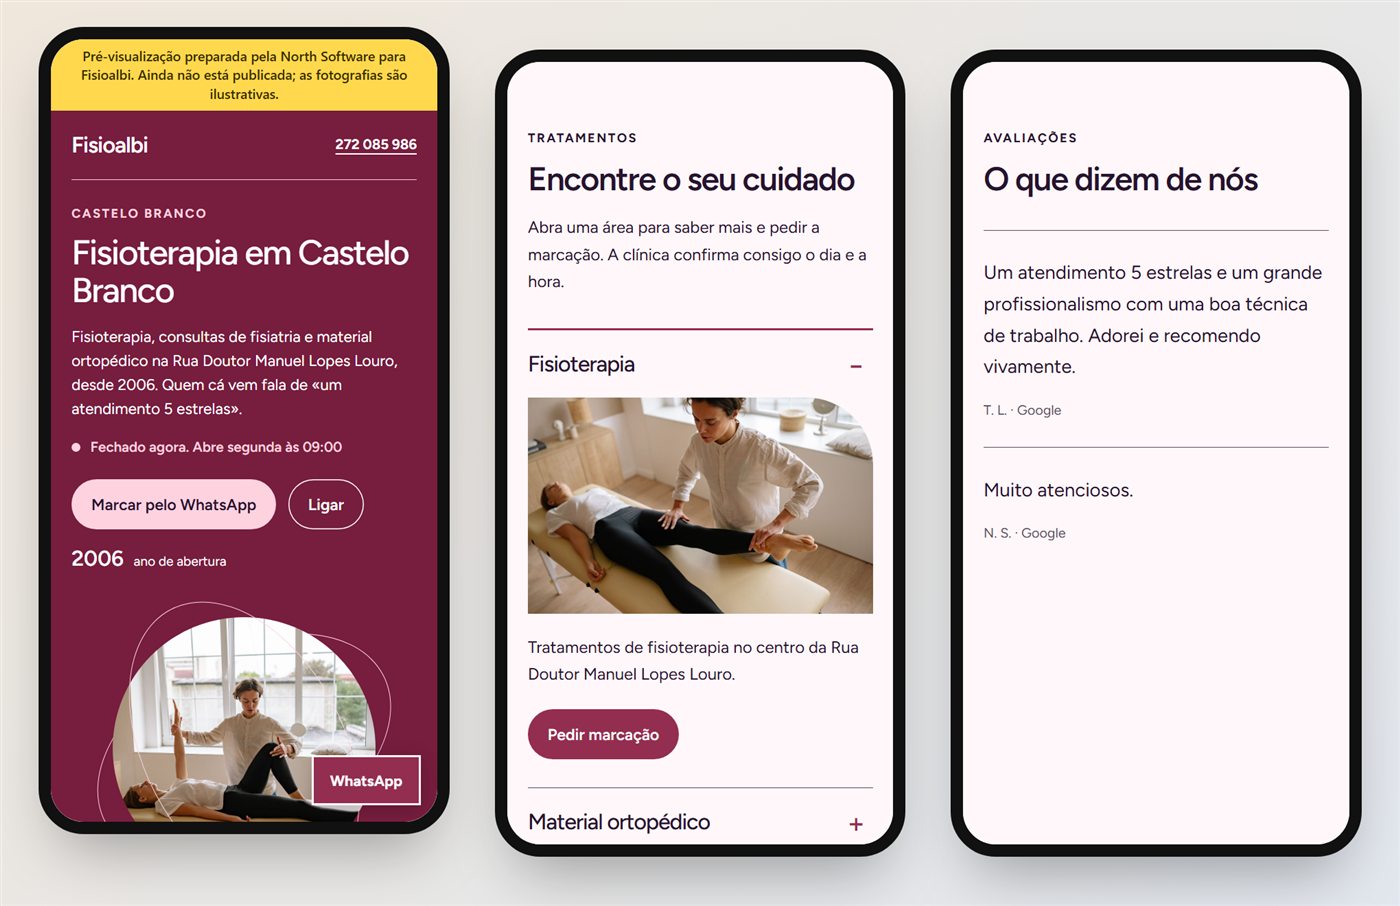 Pré-visualização preparada pela North Software para
Fisioalbi. Ainda não está publicada; as fotografias são
ilustrativas.
Fisioalbi
272 085 986
CASTELO BRANCO
Fisioterapia em Castelo
Branco
Fisioterapia, consultas de fisiatria e material
ortopédico na Rua Doutor Manuel Lopes Louro,
desde 2006. Quem cá vem fala de «um
atendimento 5 estrelas».
Fechado agora. Abre segunda às 09:00
Marcar pelo WhatsApp
Ligar
2006 ano de abertura
WhatsApp
TRATAMENTOS
Encontre o seu cuidado
Abra uma área para saber mais e pedir a
marcação. A clínica confirma consigo o dia e a
hora.
Fisioterapia −
Tratamentos de fisioterapia no centro da Rua
Doutor Manuel Lopes Louro.
Pedir marcação
Material ortopédico +
AVALIAÇÕES
O que dizem de nós
Um atendimento 5 estrelas e um grande
profissionalismo com uma boa técnica
de trabalho. Adorei e recomendo
vivamente.
T. L. · Google
Muito atenciosos.
N. S. · Google